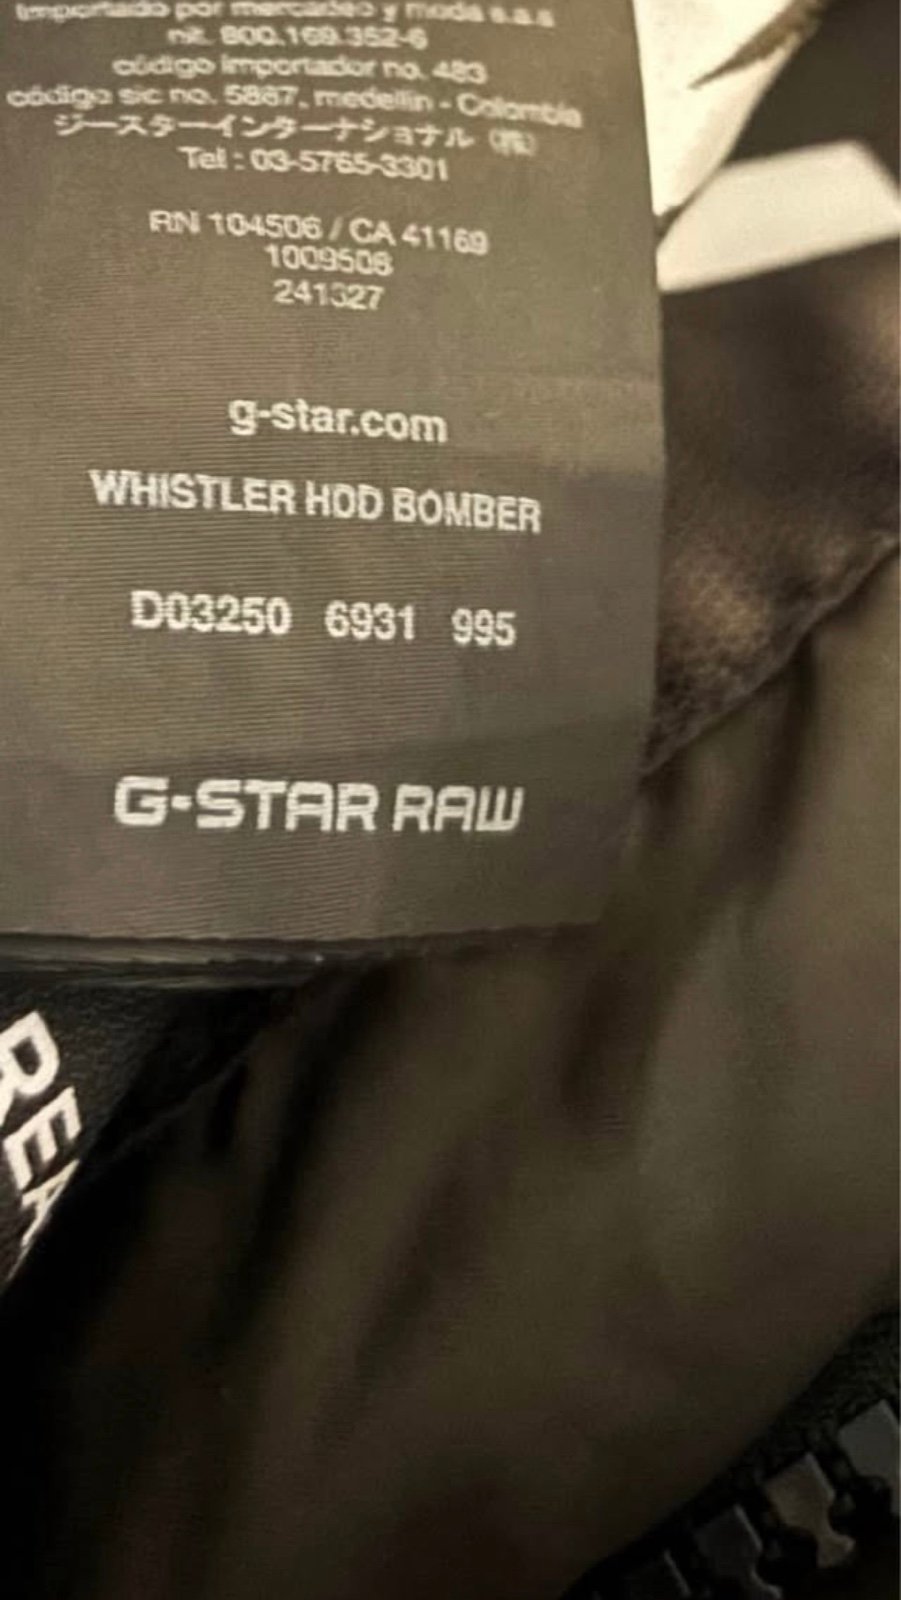 Importado por mercadeo y moda s.a.s
nit. 800.169.352-6
código importador no. 483
código sic no. 5887, medellin - Colombia
ジースターインターナショナル（株）
Tel : 03-5765-3301
RN 104506 / CA 41169
1009508
241327
g-star.com
WHISTLER HDD BOMBER
D03250 6931 995
G-STAR RAW
REA